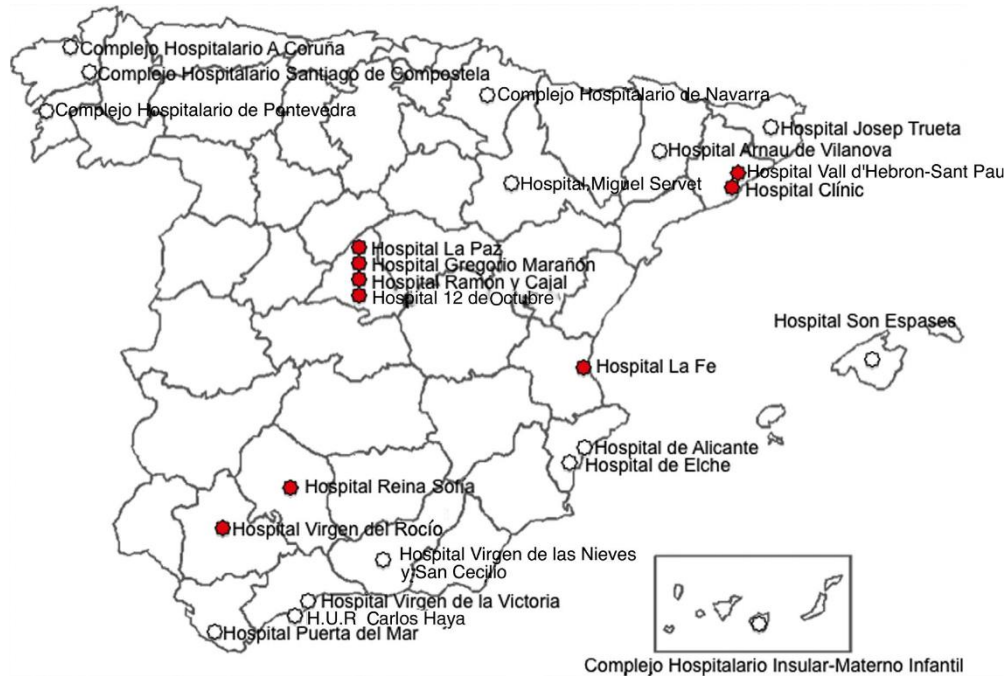 Complejo Hospitalario A Coruña
Complejo Hospitalario Santiago de Compostela
Complejo Hospitalario de Pontevedra
Complejo Hospitalario de Navarra
Hospital Josep Trueta
Hospital Arnau de Vilanova
Hospital Vall d'Hebron-Sant Pau
Hospital Clínic
Hospital Miguel Servet
Hospital La Paz
Hospital Gregorio Marañón
Hospital Ramón y Cajal
Hospital 12 de Octubre
Hospital Son Espases
Hospital La Fe
Hospital de Alicante
Hospital de Elche
Hospital Reina Sofia
Hospital Virgen del Rocío
Hospital Virgen de las Nieves
y San Cecillo
Hospital Virgen de la Victoria
H.U.R Carlos Haya
Hospital Puerta del Mar
Complejo Hospitalario Insular-Materno Infantil